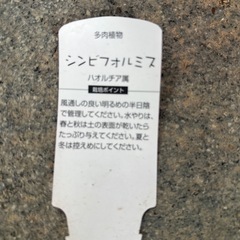 多肉植物
シンビフォルミス
ハオルチア属
栽培ポイント
風通しの良い明るめの半日陰
で管理してください。水やりは、
春と秋は土の表面が乾いたら
たっぷり与えてください。夏と
冬は控えめにしてください。